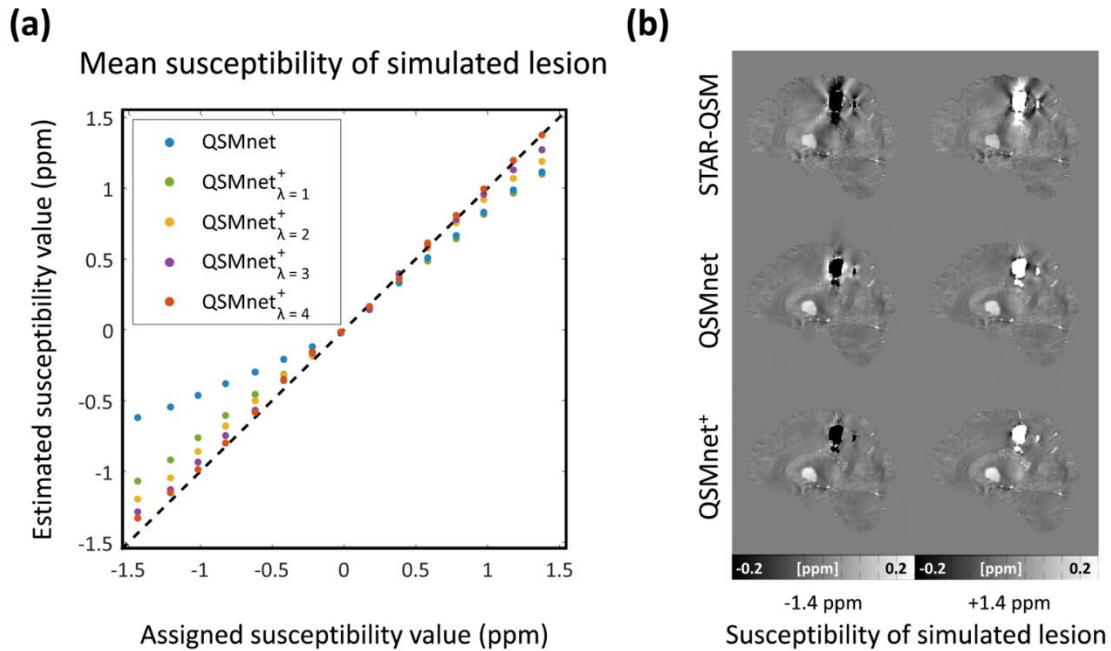 (a)
Mean susceptibility of simulated lesion
Estimated susceptibility value (ppm)
1.5
1
0.5
0
-0.5
-1
-1.5
QSMnet
QSMnet⁺ λ = 1
QSMnet⁺ λ = 2
QSMnet⁺ λ = 3
QSMnet⁺ λ = 4
-1.5 -1 -0.5 0 0.5 1 1.5
Assigned susceptibility value (ppm)
(b)
STAR-QSM
QSMnet
QSMnet⁺
-0.2 [ppm] 0.2 -0.2 [ppm] 0.2
-1.4 ppm +1.4 ppm
Susceptibility of simulated lesion